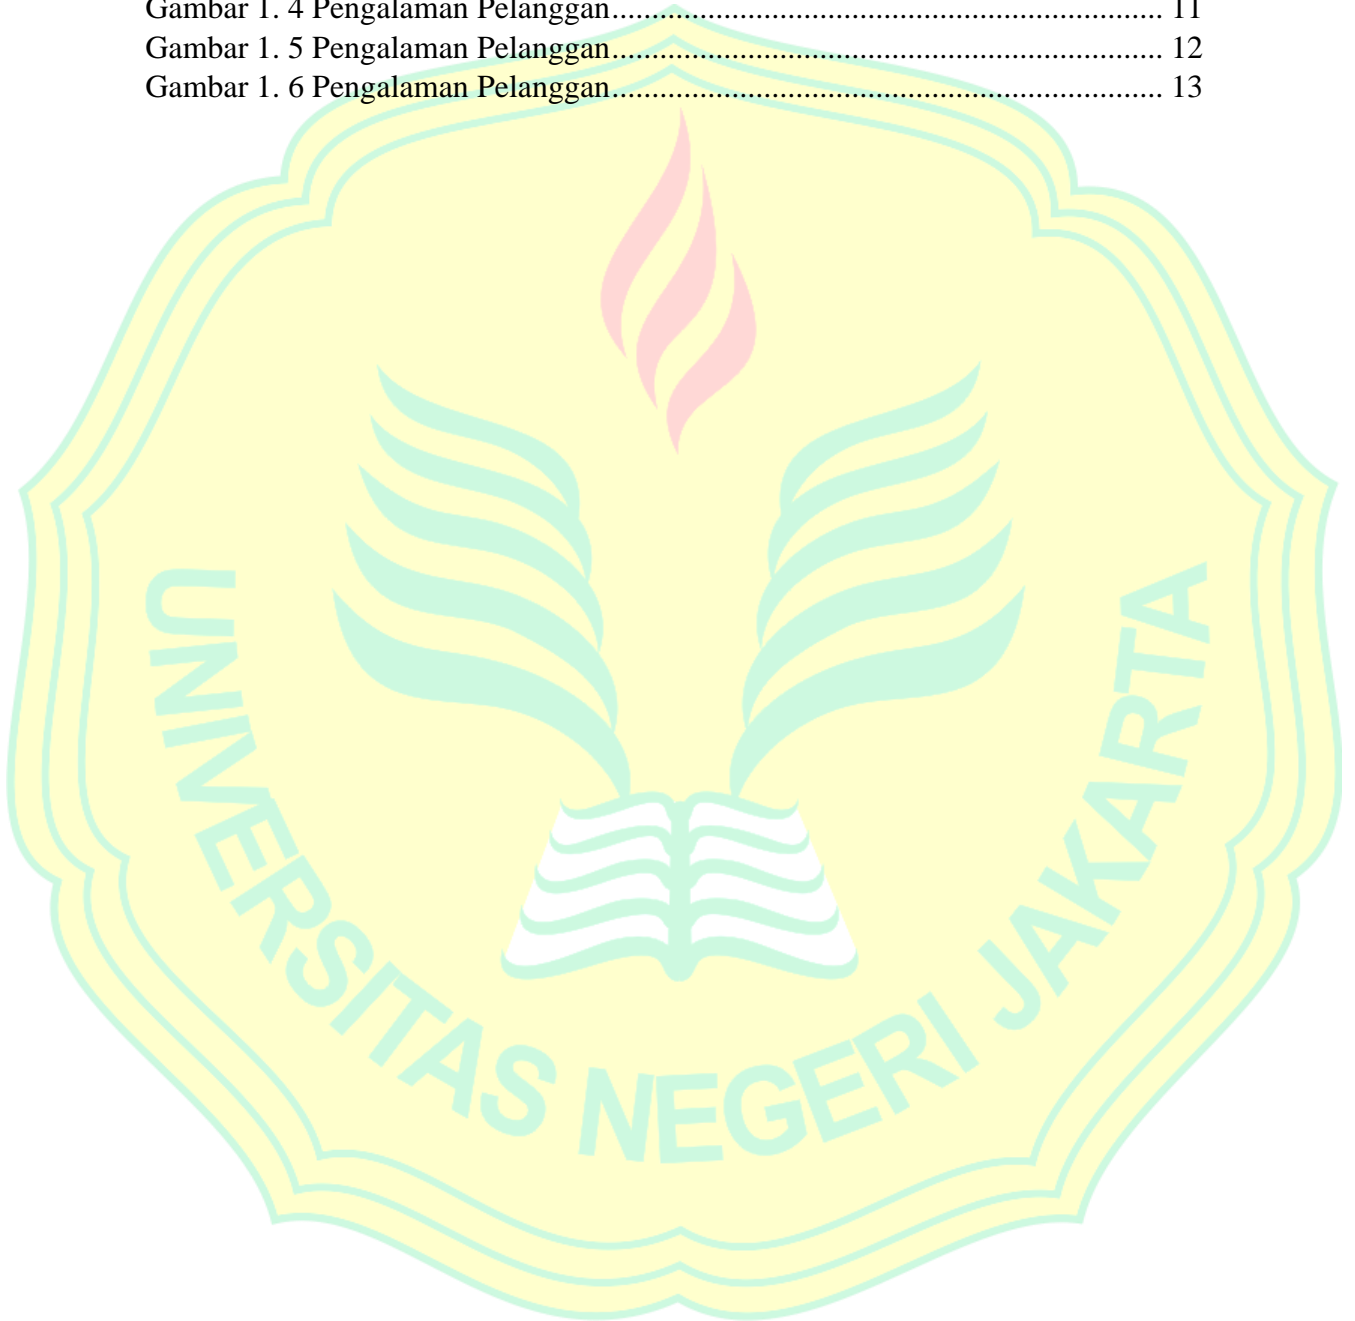 Gambar 1. 4 Pengalaman Pelanggan..................................................................... 11
Gambar 1. 5 Pengalaman Pelanggan..................................................................... 12
Gambar 1. 6 Pengalaman Pelanggan..................................................................... 13
UNIVERSITAS NEGERI JAKARTA